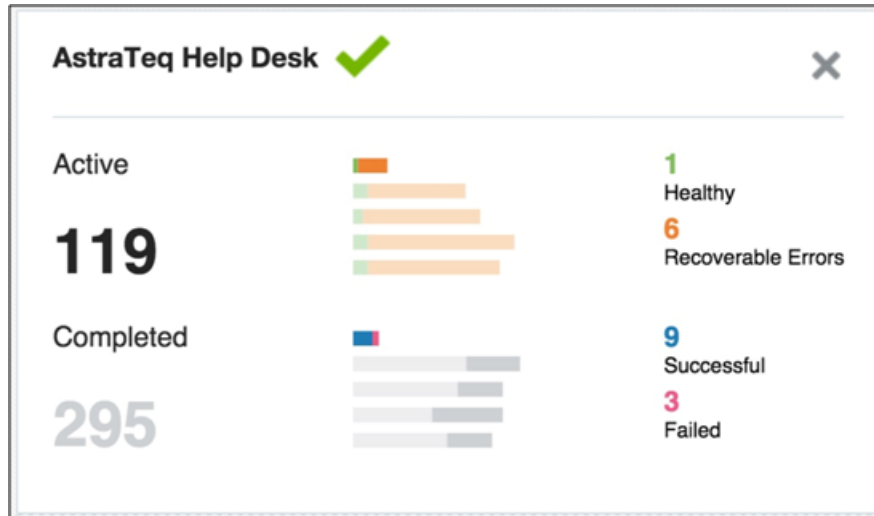 AstraTeq Help Desk
Active
119
1
Healthy
6
Recoverable Errors
Completed
295
9
Successful
3
Failed